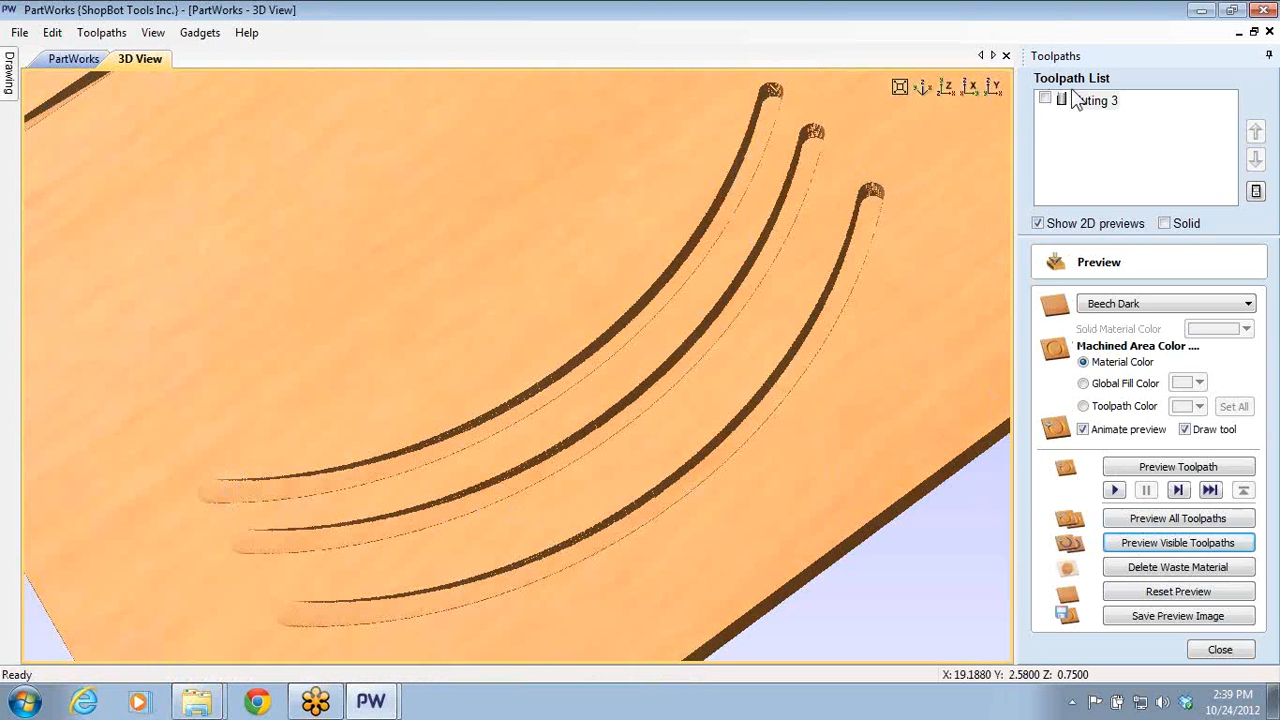 PW PartWorks {ShopBot Tools Inc.} - [PartWorks - 3D View]
File Edit Toolpaths View Gadgets Help
Drawing
PartWorks 3D View
Z X Y
Toolpaths
Toolpath List
uting 3
Show 2D previews Solid
Preview
Beech Dark
Solid Material Color
Machined Area Color ....
Material Color
Global Fill Color
Toolpath Color Set All
Animate preview Draw tool
Preview Toolpath
Preview All Toolpaths
Preview Visible Toolpaths
Delete Waste Material
Reset Preview
Save Preview Image
Close
Ready X: 19.1880 Y: 2.5800 Z: 0.7500
PW
2:39 PM
10/24/2012